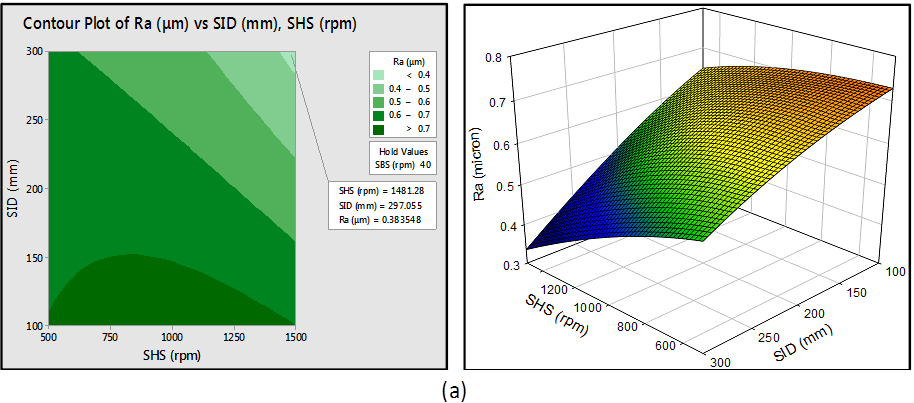 Contour Plot of Ra (µm) vs SID (mm), SHS (rpm)
300
250
200
150
100
SID (mm)
500
750
1000
1250
1500
SHS (rpm)
Ra (µm)
< 0.4
0.4 – 0.5
0.5 – 0.6
0.6 – 0.7
> 0.7
Hold Values
SBS (rpm) 40
SHS (rpm) = 1481.28
SID (mm) = 297.055
Ra (µm) = 0.383548
0.8
0.7
0.6
0.5
0.4
0.3
Ra (micron)
1200
1000
800
600
SHS (rpm)
300
250
200
150
100
SID (mm)
(a)